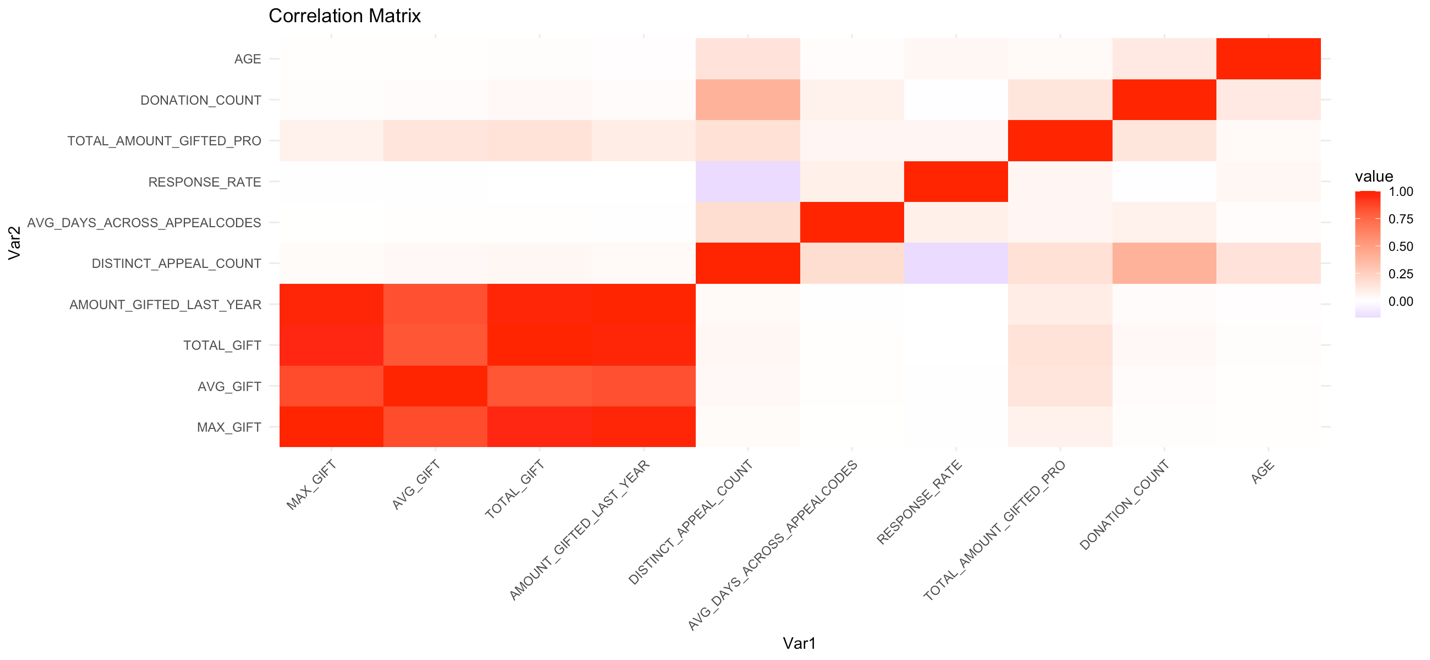 Correlation Matrix
AGE
DONATION_COUNT
TOTAL_AMOUNT_GIFTED_PRO
RESPONSE_RATE
AVG_DAYS_ACROSS_APPEALCODES
DISTINCT_APPEAL_COUNT
AMOUNT_GIFTED_LAST_YEAR
TOTAL_GIFT
AVG_GIFT
MAX_GIFT
Var2
MAX_GIFT
AVG_GIFT
TOTAL_GIFT
AMOUNT_GIFTED_LAST_YEAR
DISTINCT_APPEAL_COUNT
AVG_DAYS_ACROSS_APPEALCODES
RESPONSE_RATE
TOTAL_AMOUNT_GIFTED_PRO
DONATION_COUNT
AGE
Var1
value
1.00
0.75
0.50
0.25
0.00